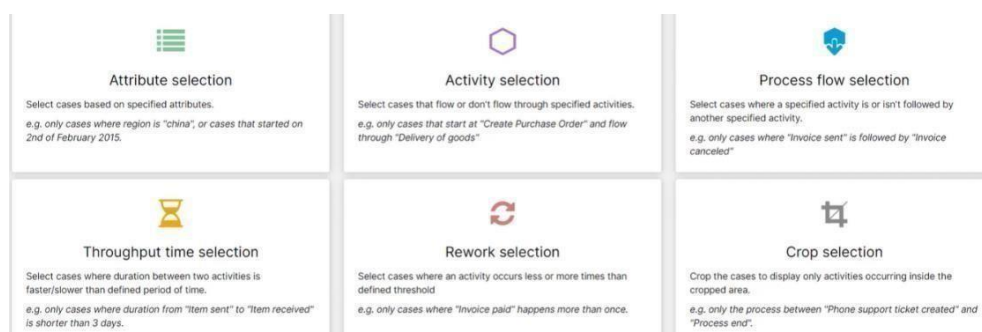 Attribute selection
Select cases based on specified attributes.
e.g. only cases where region is "china", or cases that started on
2nd of February 2015.
Activity selection
Select cases that flow or don't flow through specified activities.
e.g. only cases that start at "Create Purchase Order" and flow
through "Delivery of goods"
Process flow selection
Select cases where a specified activity is or isn't followed by
another specified activity.
e.g. only cases where "Invoice sent" is followed by "Invoice
canceled"
Throughput time selection
Select cases where duration between two activities is
faster/slower than defined period of time.
e.g. only cases where duration from "Item sent" to "Item received"
is shorter than 3 days.
Rework selection
Select cases where an activity occurs less or more times than
defined threshold
e.g. only cases where "Invoice paid" happens more than once.
Crop selection
Crop the cases to display only activities occurring inside the
cropped area.
e.g. only the process between "Phone support ticket created" and
"Process end".